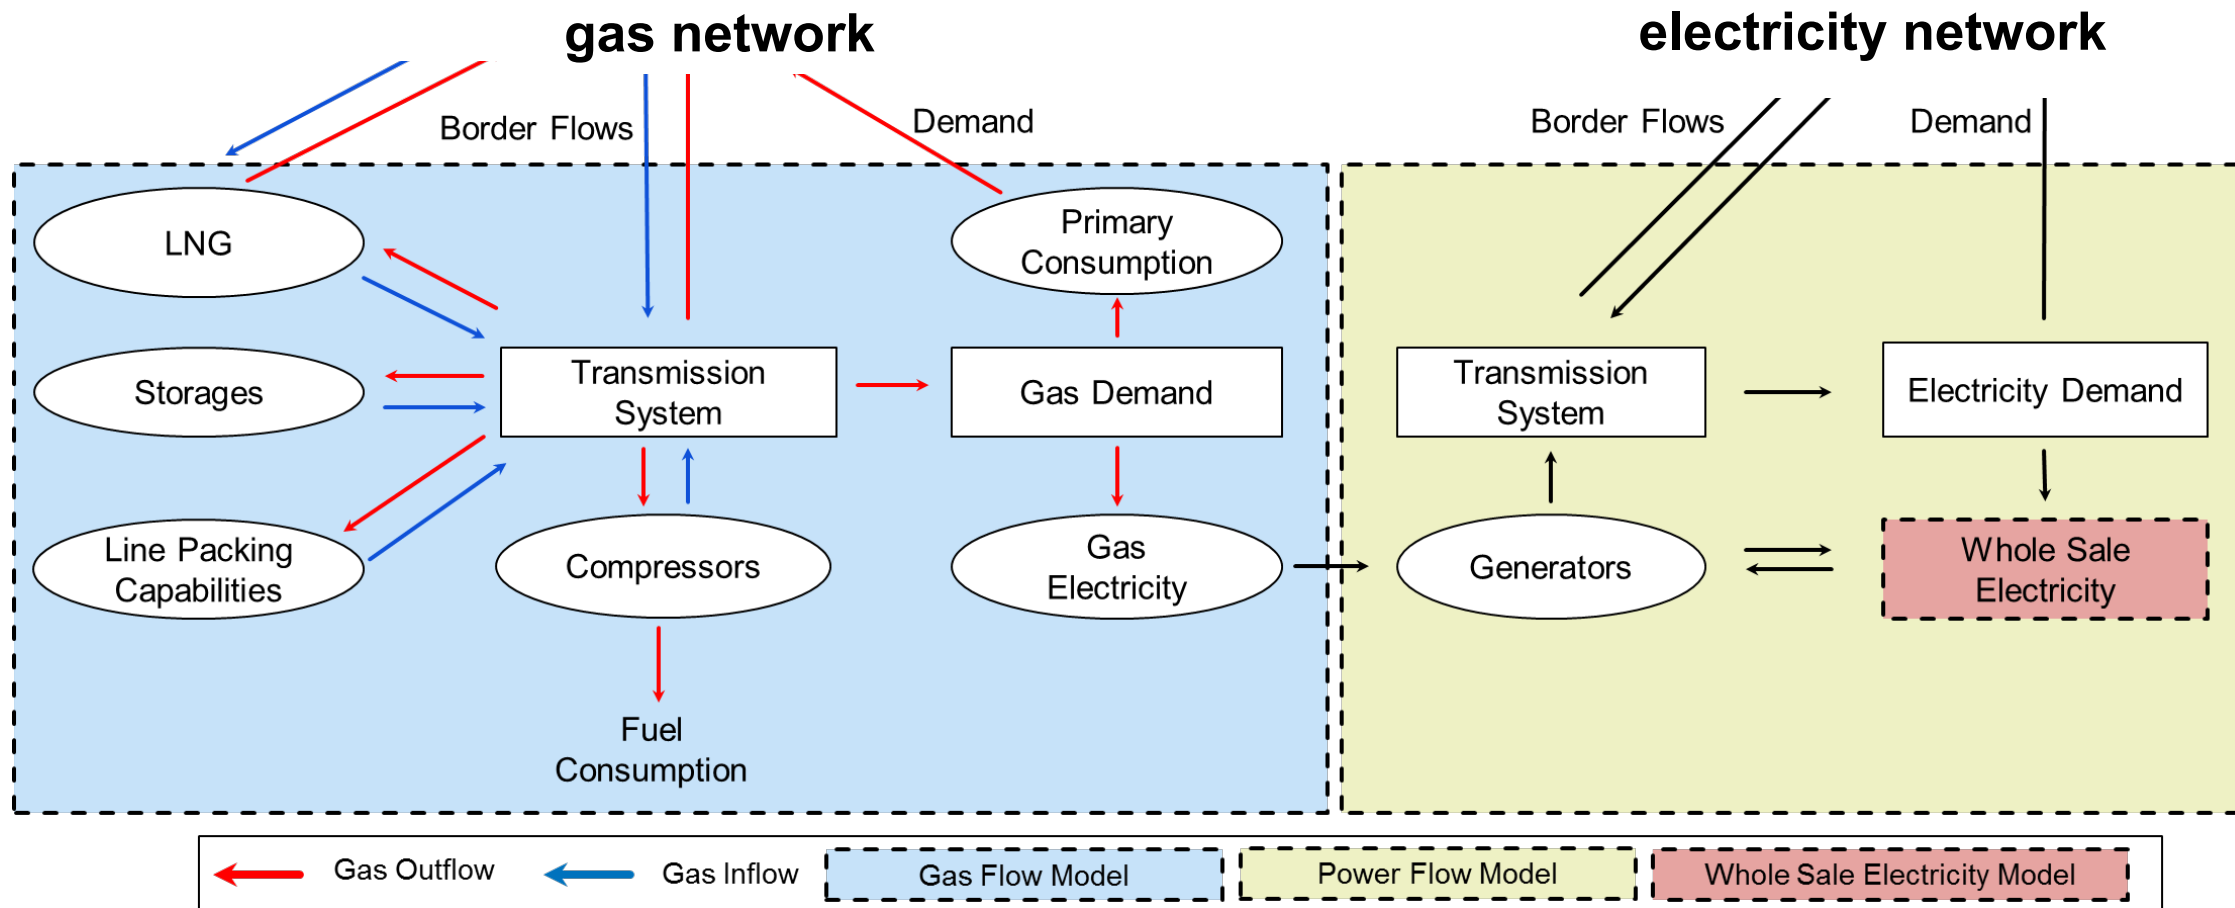 gas network
electricity network
Border Flows
Demand
Border Flows
Demand
LNG
Primary
Consumption
Storages
Transmission
System
Gas Demand
Transmission
System
Electricity Demand
Line Packing
Capabilities
Compressors
Gas
Electricity
Generators
Whole Sale
Electricity
Fuel
Consumption
Gas Outflow
Gas Inflow
Gas Flow Model
Power Flow Model
Whole Sale Electricity Model